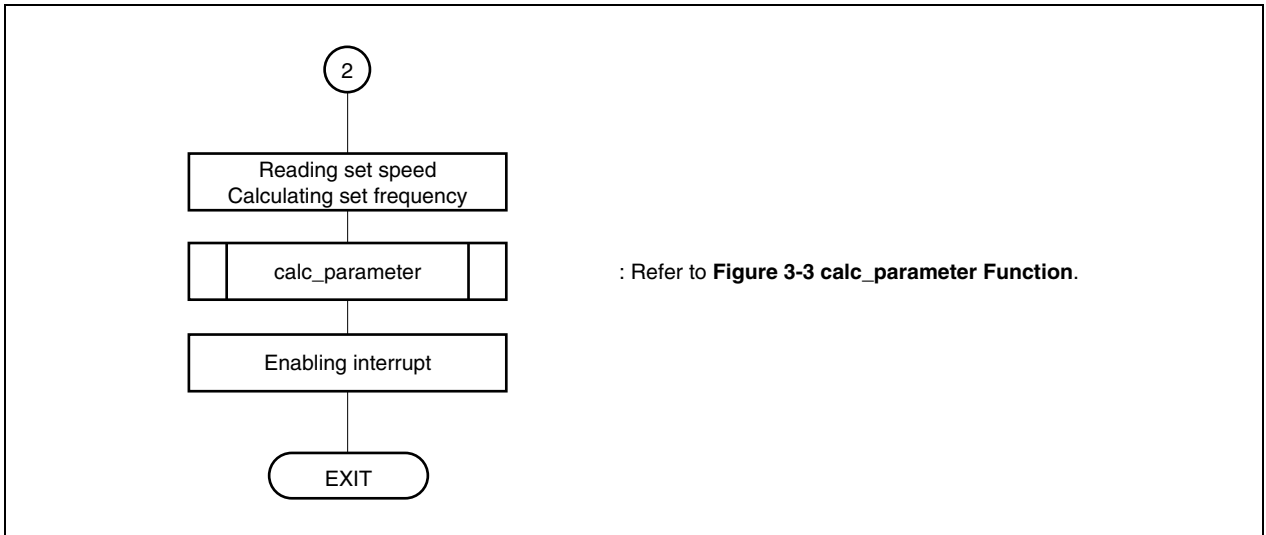 2
Reading set speed
Calculating set frequency
calc_parameter
: Refer to Figure 3-3 calc_parameter Function.
Enabling interrupt
EXIT